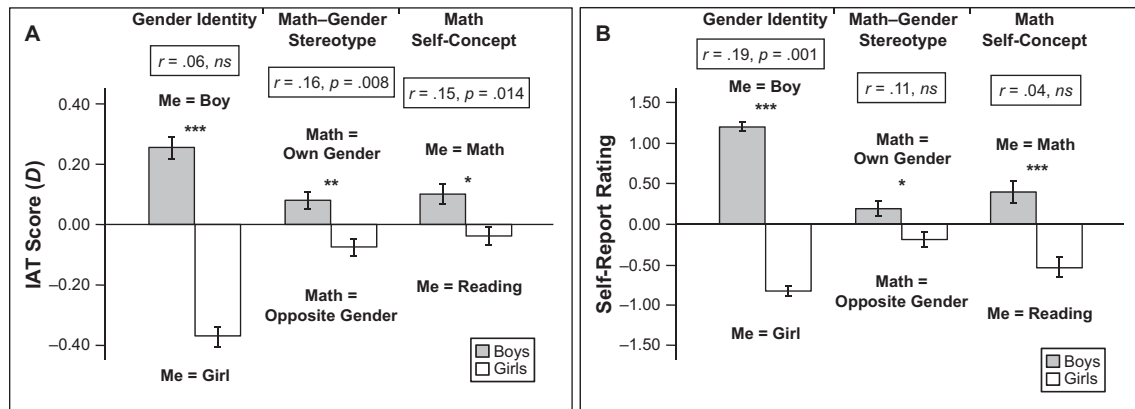 A
Gender Identity
Math–Gender
Stereotype
Math
Self-Concept
r = .06, ns
r = .16, p = .008
r = .15, p = .014
Me = Boy
***
Math =
Own Gender
**
Me = Math
*
IAT Score (D)
0.40
0.20
0.00
–0.20
–0.40
Math =
Opposite Gender
Me = Reading
Me = Girl
Boys
Girls
B
Gender Identity
Math–Gender
Stereotype
Math
Self-Concept
r = .19, p = .001
r = .11, ns
r = .04, ns
Me = Boy
***
Math =
Own Gender
*
Me = Math
***
Self-Report Rating
1.50
1.00
0.50
0.00
–0.50
–1.00
–1.50
Math =
Opposite Gender
Me = Reading
Me = Girl
Boys
Girls